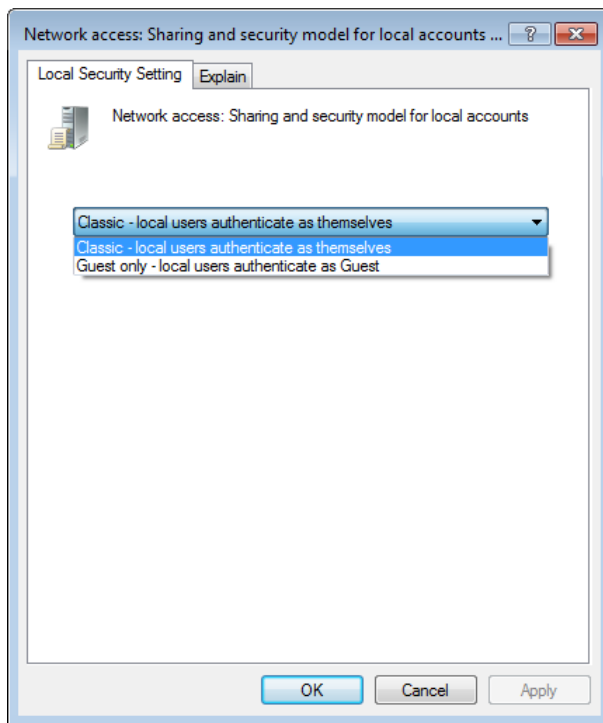 Network access: Sharing and security model for local accounts ...
Local Security Setting
Explain
Network access: Sharing and security model for local accounts
Classic - local users authenticate as themselves
Classic - local users authenticate as themselves
Guest only - local users authenticate as Guest
OK
Cancel
Apply